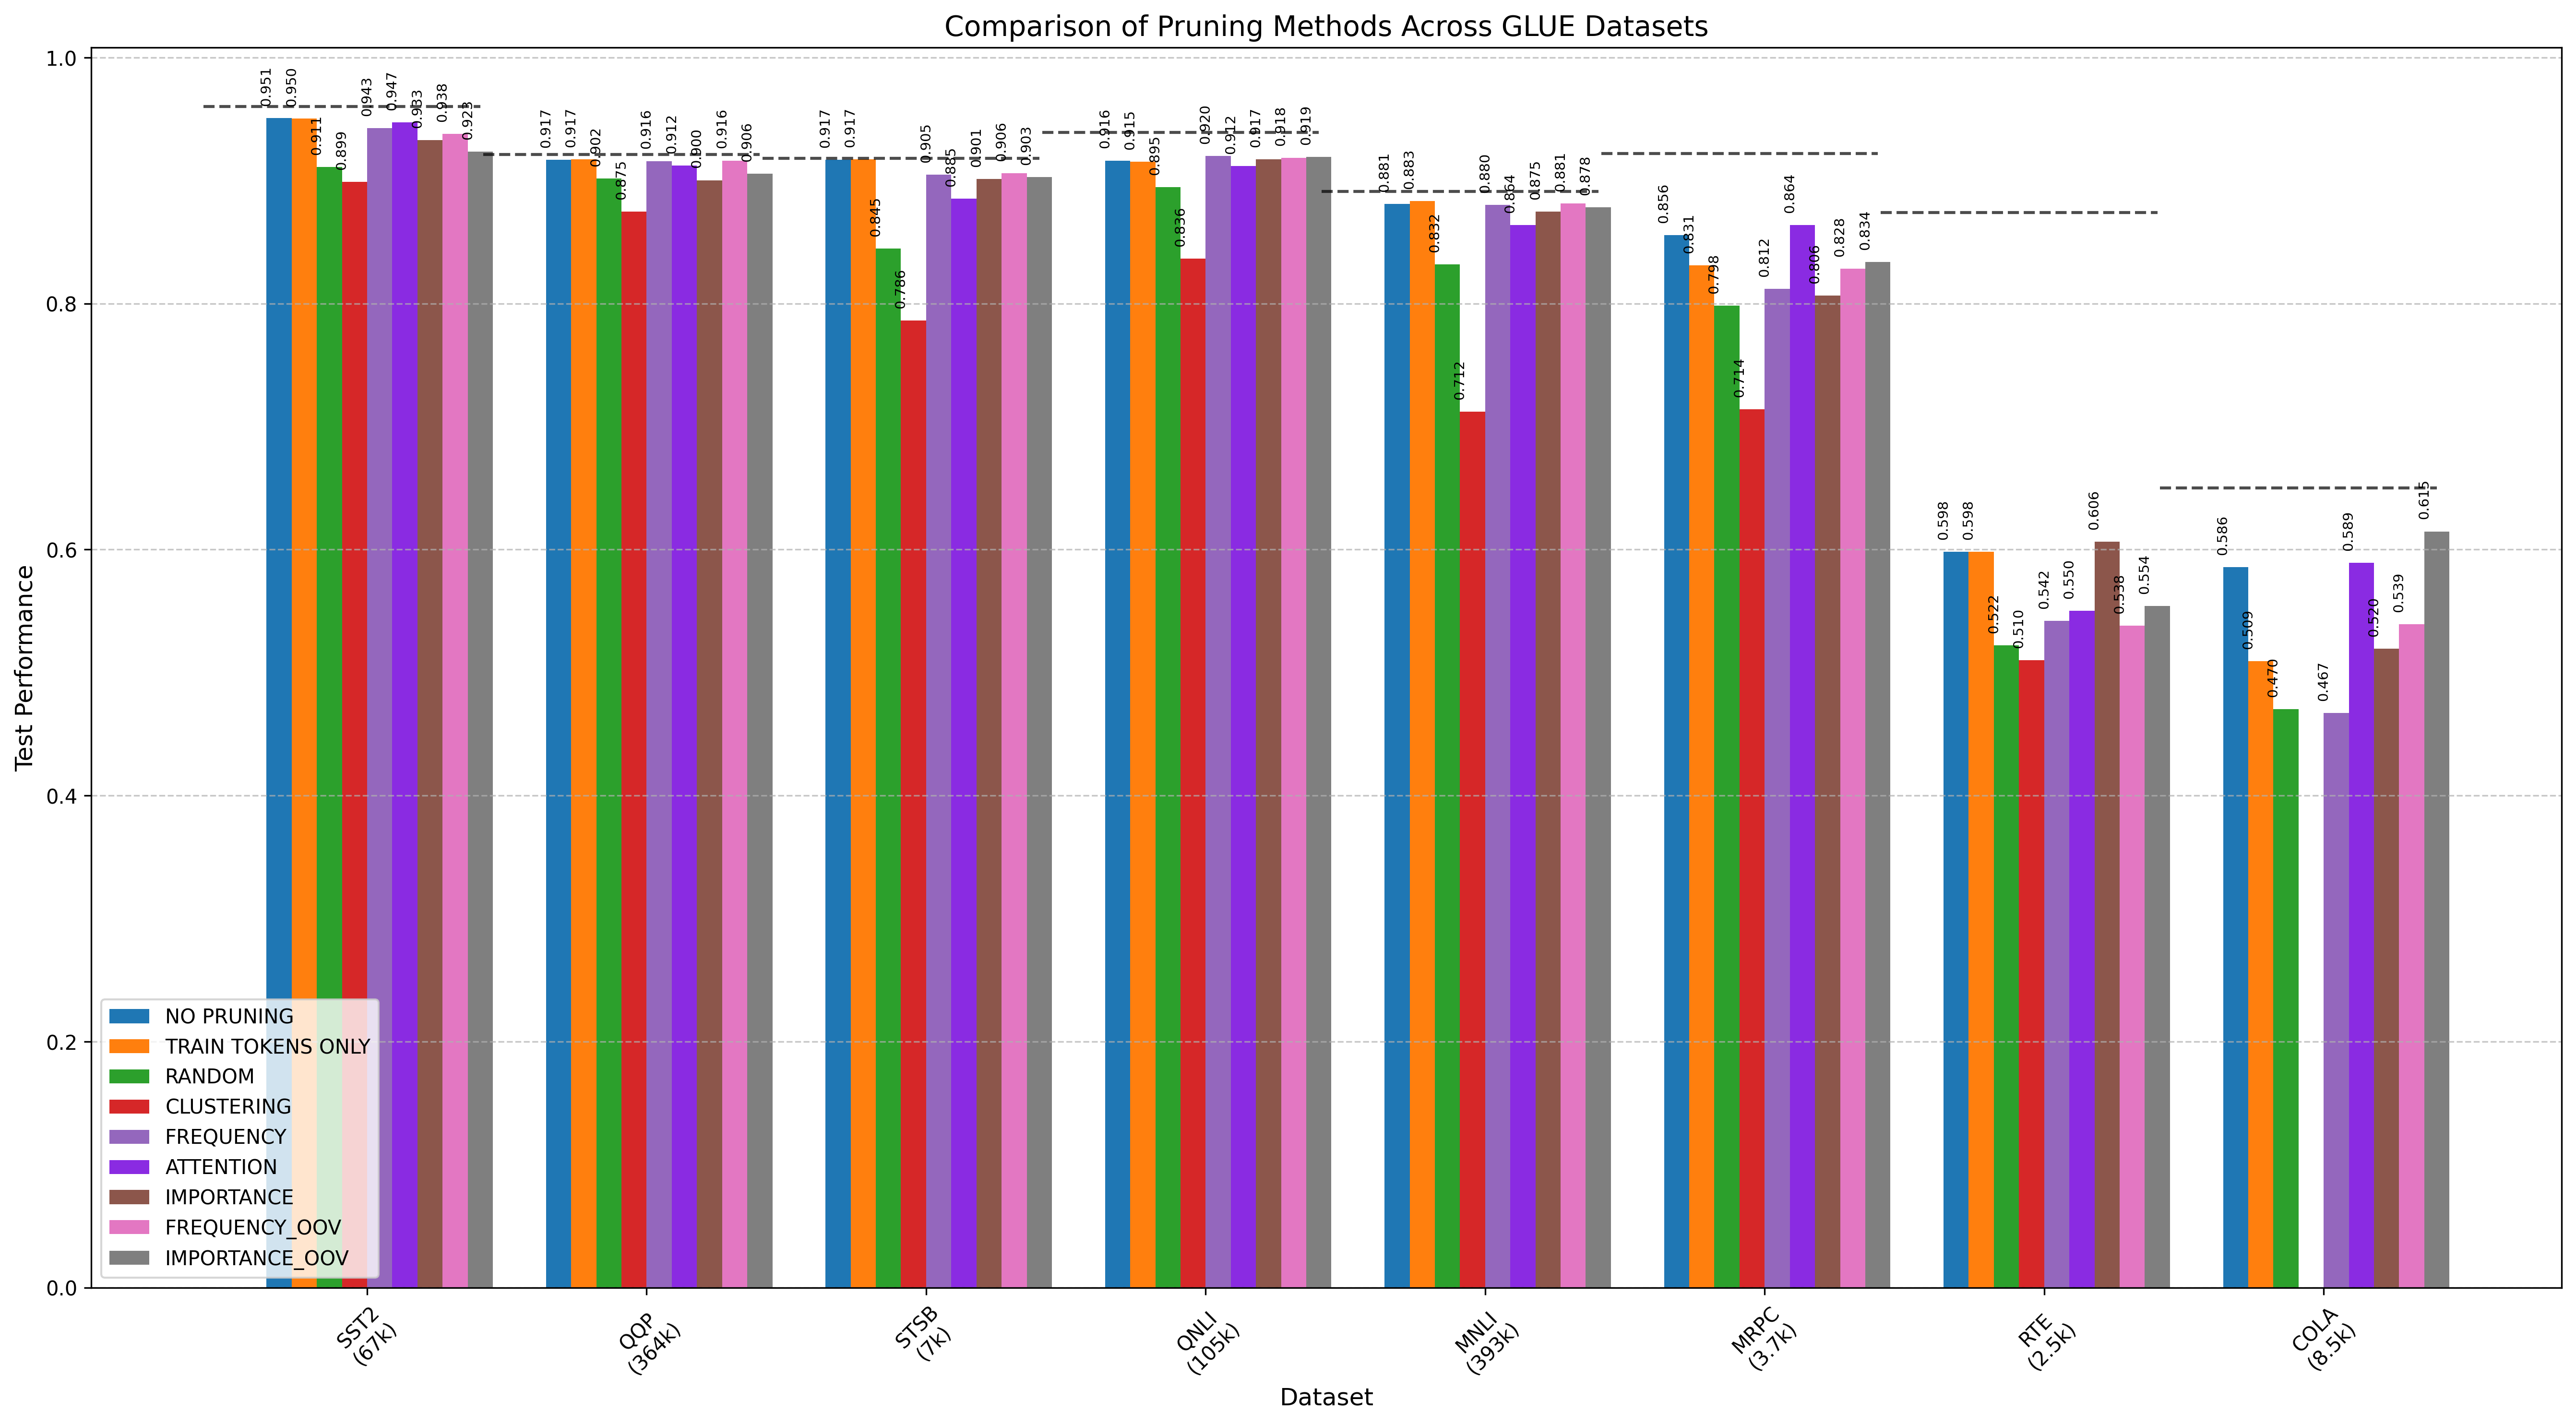 Comparison of Pruning Methods Across GLUE Datasets
Test Performance
1.0
0.8
0.6
0.4
0.2
0.0
0.951
0.950
0.911
0.899
0.943
0.947
0.933
0.938
0.923
0.917
0.917
0.902
0.875
0.916
0.912
0.900
0.916
0.906
0.917
0.917
0.845
0.786
0.905
0.885
0.901
0.906
0.903
0.916
0.915
0.895
0.836
0.920
0.912
0.917
0.918
0.919
0.881
0.883
0.832
0.712
0.880
0.864
0.875
0.881
0.878
0.856
0.831
0.798
0.714
0.812
0.864
0.806
0.828
0.834
0.598
0.598
0.522
0.510
0.542
0.550
0.606
0.538
0.554
0.586
0.509
0.470
0.467
0.589
0.520
0.539
0.615
NO PRUNING
TRAIN TOKENS ONLY
RANDOM
CLUSTERING
FREQUENCY
ATTENTION
IMPORTANCE
FREQUENCY_OOV
IMPORTANCE_OOV
SST2
(67k)
QQP
(364k)
STSB
(7k)
QNLI
(105k)
MNLI
(393k)
MRPC
(3.7k)
RTE
(2.5k)
COLA
(8.5k)
Dataset